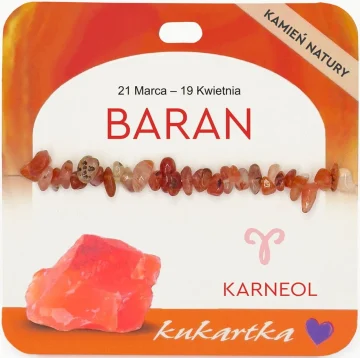 KAMIEŃ NATURY
21 Marca – 19 Kwietnia
BARAN
KARNEOL
kukartka